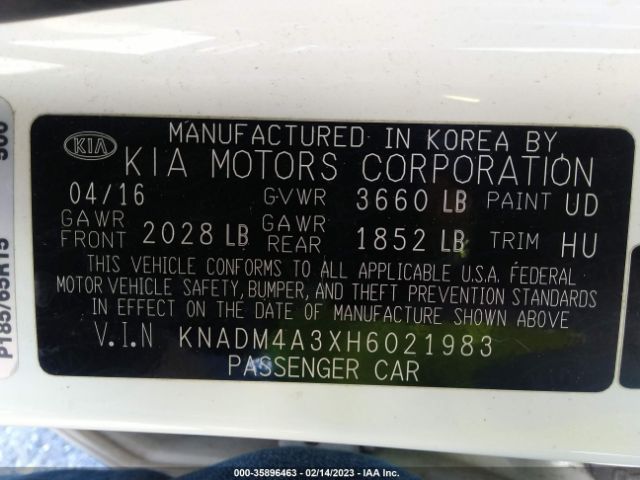 KIA
MANUFACTURED IN KOREA BY
KIA MOTORS CORPORATION
04/16 GVWR 3660 LB PAINT UD
GAWR FRONT 2028 LB GAWR REAR 1852 LB TRIM HU
THIS VEHICLE CONFORMS TO ALL APPLICABLE U.S.A. FEDERAL
MOTOR VEHICLE SAFETY, BUMPER, AND THEFT PREVENTION STANDARDS
IN EFFECT ON THE DATE OF MANUFACTURE SHOWN ABOVE
V.I.N KNADM4A3XH6021983
PASSENGER CAR
P185/65R15
000-35896463 - 02/14/2023 - IAA Inc.